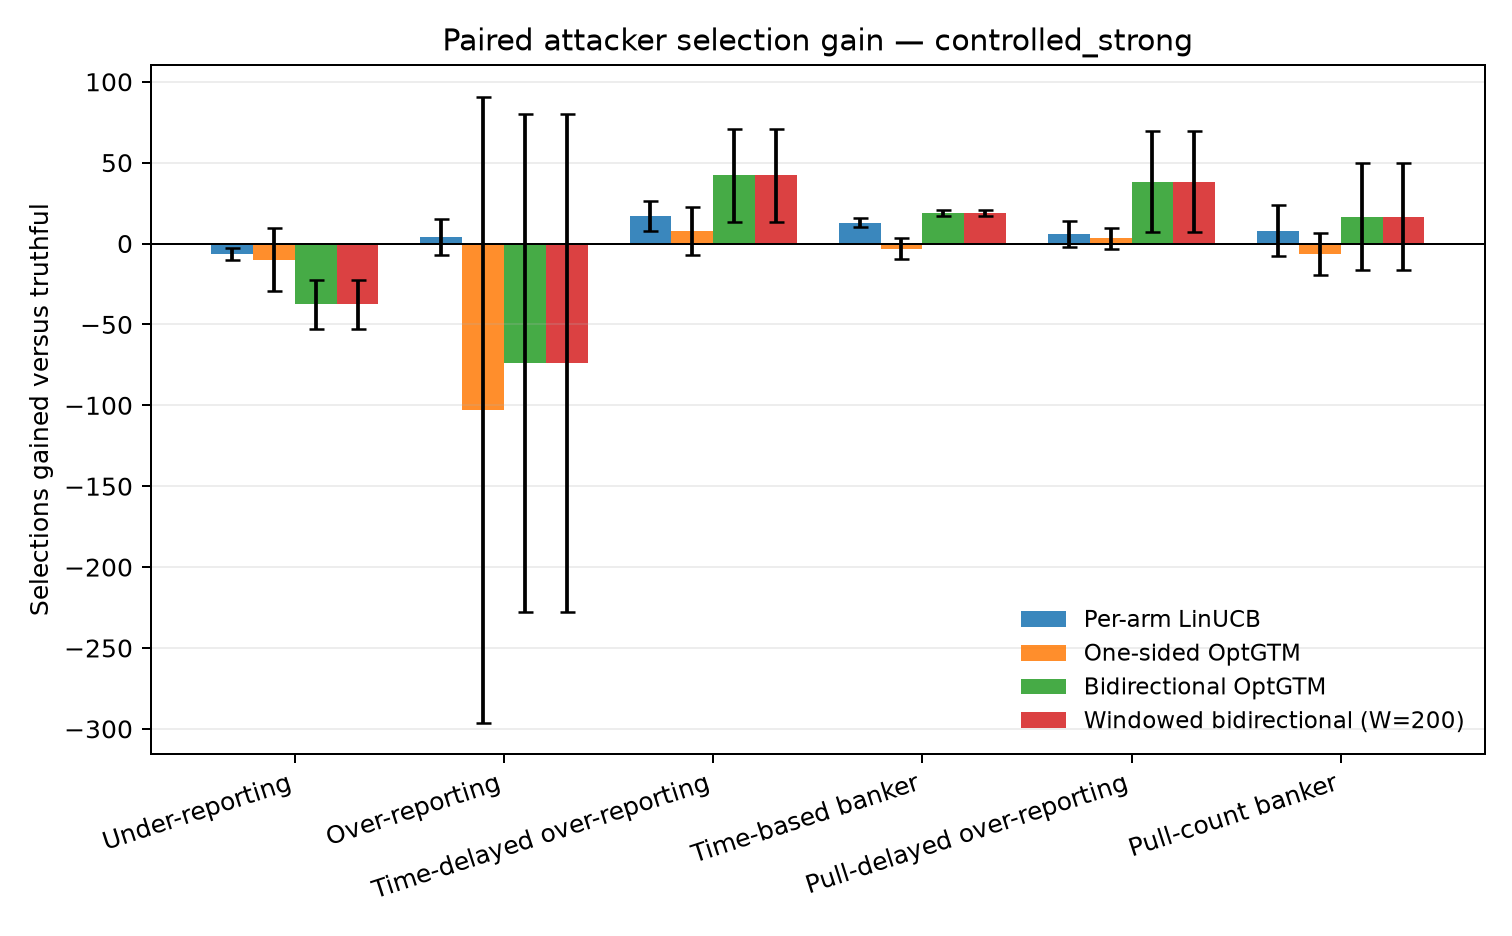 Paired attacker selection gain — controlled_strong
Selections gained versus truthful
100
50
0
−50
−100
−150
−200
−250
−300
Per-arm LinUCB
One-sided OptGTM
Bidirectional OptGTM
Windowed bidirectional (W=200)
Under-reporting
Over-reporting
Time-delayed over-reporting
Time-based banker
Pull-delayed over-reporting
Pull-count banker